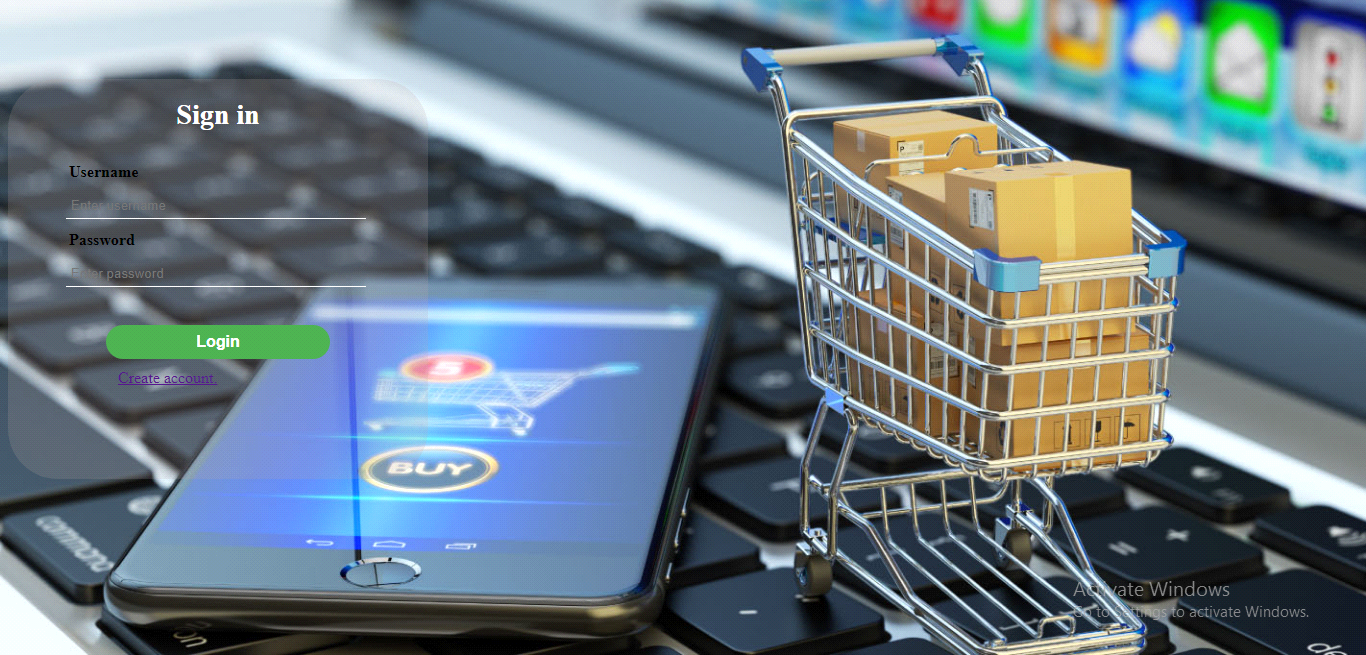 Sign in
Username
Enter username
Password
Enter password
Login
Create account.
5
BUY
command
P
=
+
-
Activate Windows
Go to Settings to activate Windows.